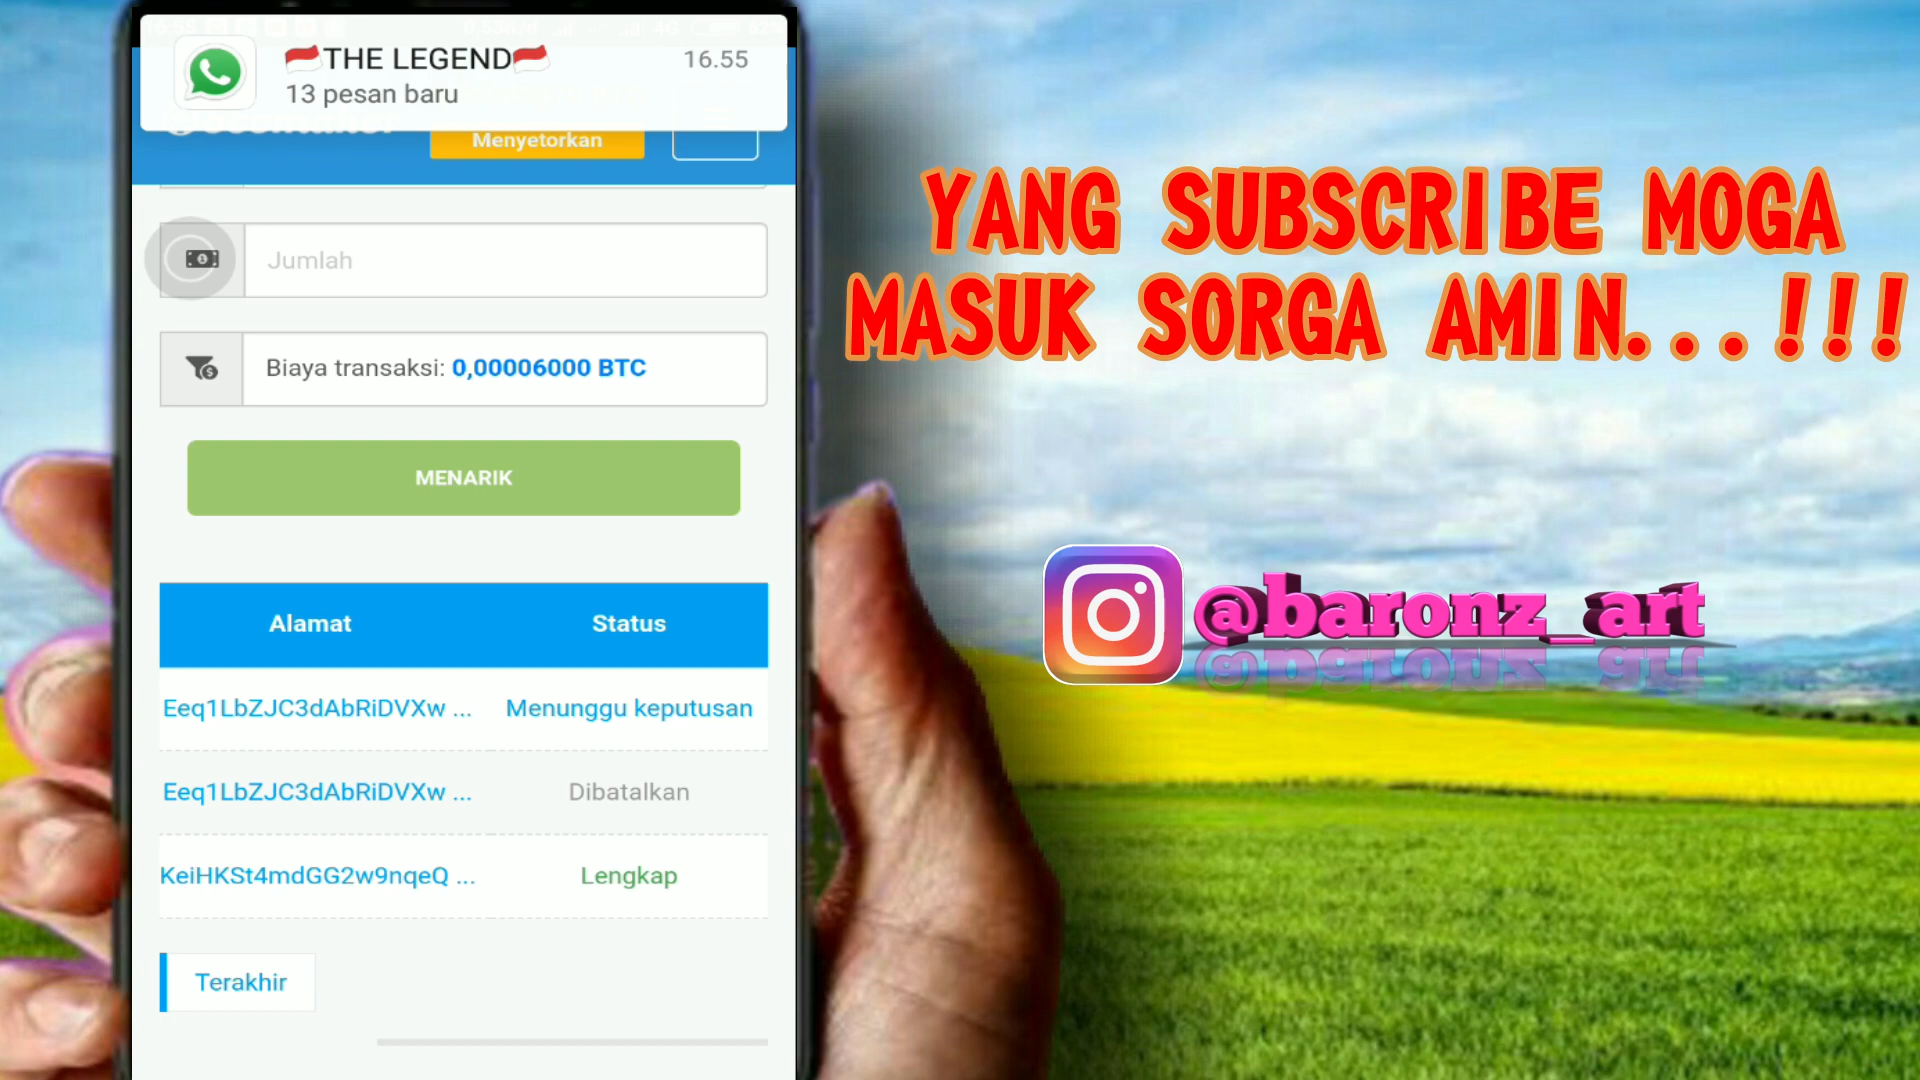 THE LEGEND
16.55
13 pesan baru
Menyetorkan
Jumlah
Biaya transaksi: 0,00006000 BTC
MENARIK
Alamat Status
Eeq1LbZJC3dAbRiDVXw ... Menunggu keputusan
Eeq1LbZJC3dAbRiDVXw ... Dibatalkan
KeiHKSt4mdGG2w9nqeQ ... Lengkap
Terakhir
YANG SUBSCRIBE MOGA
MASUK SORGA AMIN...!!!
@baronz_art